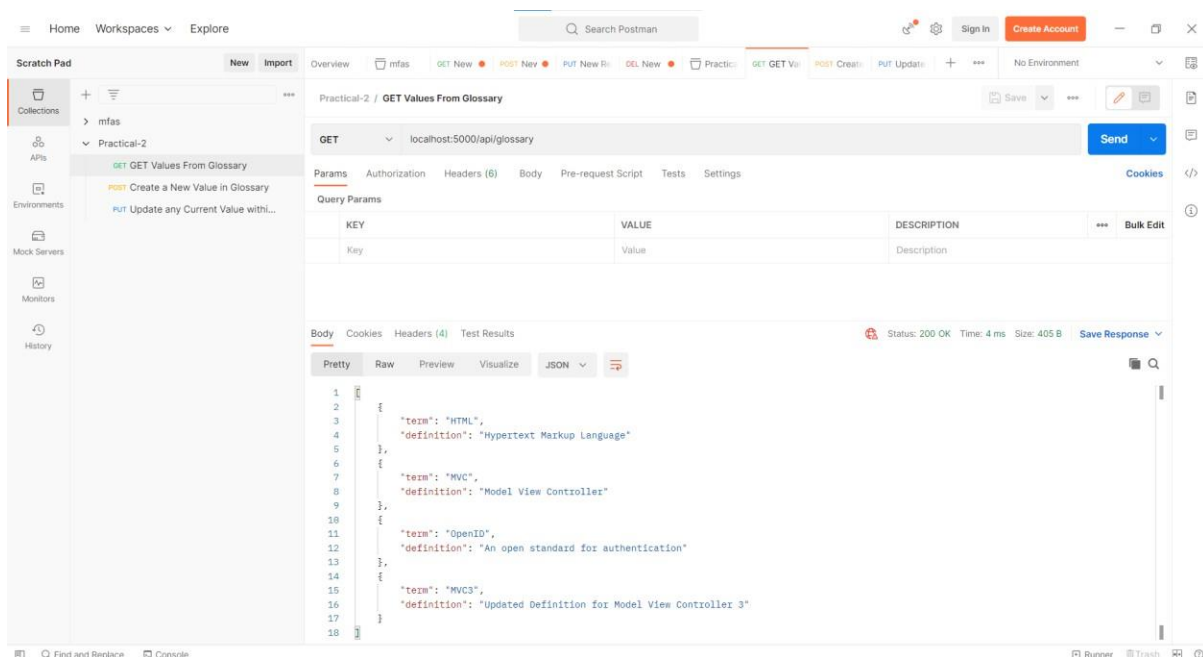 Home Workspaces Explore Search Postman Sign In Create Account
Scratch Pad New Import Overview mfas GET New POST Nev PUT New Re DEL New Practic GET GET Val POST Create PUT Update No Environment
Collections
APIs
Environments
Mock Servers
Monitors
History
mfas
Practical-2
GET GET Values From Glossary
POST Create a New Value in Glossary
PUT Update any Current Value withi...
Practical-2 / GET Values From Glossary Save
GET localhost:5000/api/glossary Send
Params Authorization Headers (6) Body Pre-request Script Tests Settings Cookies
Query Params
KEY VALUE DESCRIPTION Bulk Edit
Key Value Description
Body Cookies Headers (4) Test Results Status: 200 OK Time: 4 ms Size: 405 B Save Response
Pretty Raw Preview Visualize JSON
1 [
2 {
3 "term": "HTML",
4 "definition": "Hypertext Markup Language"
5 },
6 {
7 "term": "MVC",
8 "definition": "Model View Controller"
9 },
10 {
11 "term": "OpenID",
12 "definition": "An open standard for authentication"
13 },
14 {
15 "term": "MVC3",
16 "definition": "Updated Definition for Model View Controller 3"
17 }
18 ]
Find and Replace Console Runner Trash